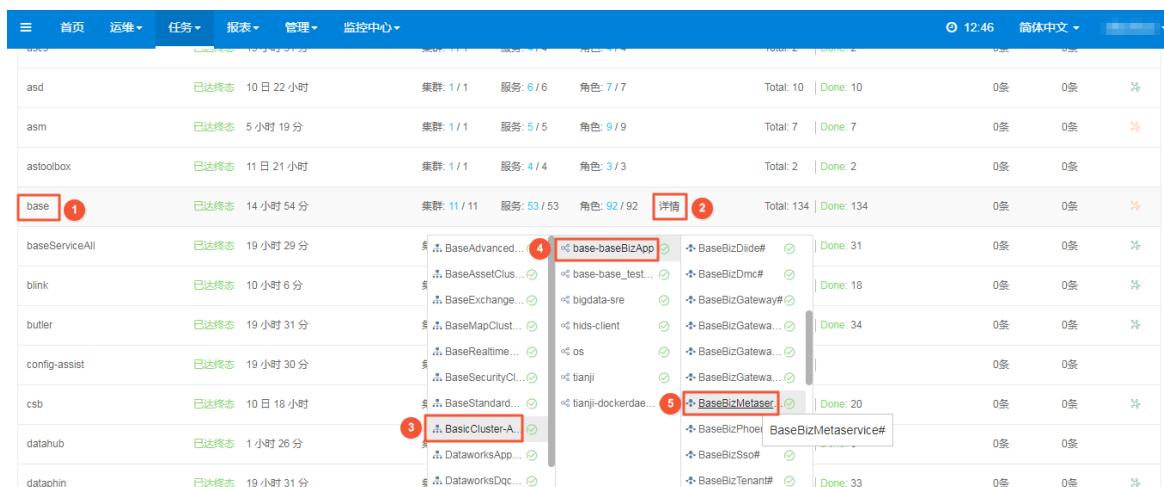 首页 运维 任务 报表 管理 监控中心 12:46 简体中文
asd 已达终态 10 日 22 小时 集群: 1 / 1 服务: 6 / 6 角色: 7 / 7 Total: 10 Done: 10 0条 0条
asm 已达终态 5 小时 19 分 集群: 1 / 1 服务: 5 / 5 角色: 9 / 9 Total: 7 Done: 7 0条 0条
astoolbox 已达终态 11 日 21 小时 集群: 1 / 1 服务: 4 / 4 角色: 3 / 3 Total: 2 Done: 2 0条 0条
base 1 已达终态 14 小时 54 分 集群: 11 / 11 服务: 53 / 53 角色: 92 / 92 详情 2 Total: 134 Done: 134 0条 0条
baseServiceAll 已达终态 19 小时 29 分 Done: 31 0条 0条
BaseAdvanced... 4 base-baseBizApp BaseBizDiide#
BaseAssetClus... base-base_test... BaseBizDmc#
blink 已达终态 10 小时 6 分 Done: 18 0条 0条
BaseExchange... bigdata-sre BaseBizGateway#
butler 已达终态 19 小时 31 分 Done: 34 0条 0条
BaseMapClust... hids-client BaseBizGatewa...
BaseRealtime... os BaseBizGatewa...
config-assist 已达终态 19 小时 30 分 0条 0条
BaseSecurityCl... tianji BaseBizGatewa...
BaseStandard... tianji-dockerdae... 5 BaseBizMetaser...
csb 已达终态 10 日 18 小时 Done: 20 0条 0条
3 BasicCluster-A... BaseBizPhoe BaseBizMetaservice#
datahub 已达终态 1 小时 26 分 0条 0条
DataworksApp... BaseBizSso#
DataworksDqc... BaseBizTenant#
dataphin 已达终态 19 小时 31 分 Done: 33 0条 0条